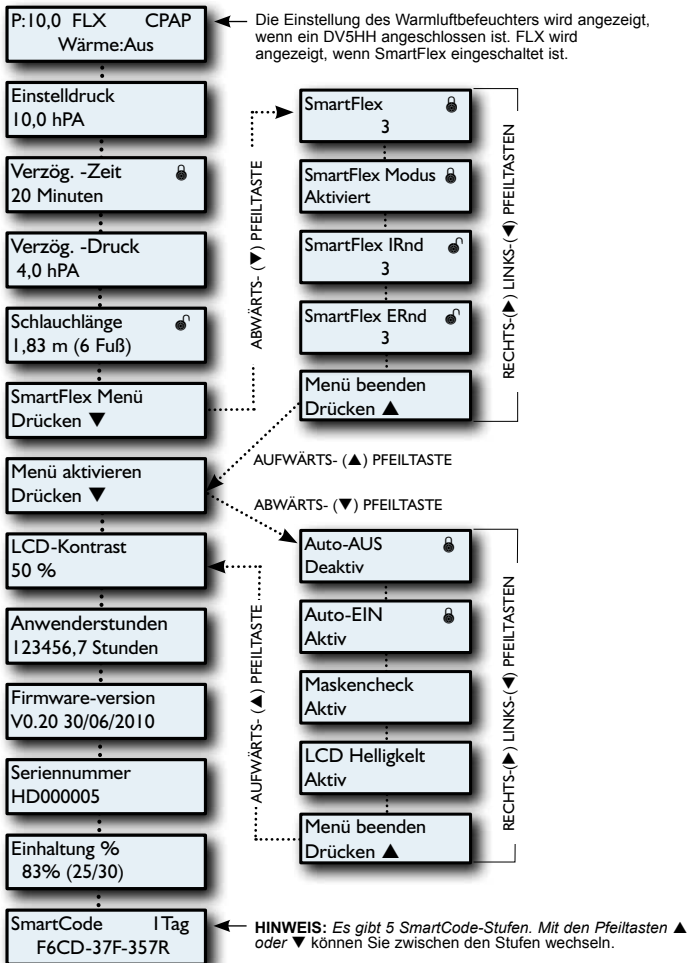 P:10,0 FLX CPAP
Wärme:Aus
Die Einstellung des Warmluftbefeuchters wird angezeigt,
wenn ein DV5HH angeschlossen ist. FLX wird
angezeigt, wenn SmartFlex eingeschaltet ist.
Einstelldruck
10,0 hPA
Verzög. -Zeit
20 Minuten
Verzög. -Druck
4,0 hPA
Schlauchlänge
1,83 m (6 Fuß)
SmartFlex Menü
Drücken ▼
ABWÄRTS- (▼) PFEILTASTE
SmartFlex
3
SmartFlex Modus
Aktiviert
SmartFlex IRnd
3
SmartFlex ERnd
3
Menü beenden
Drücken ▲
RECHTS-(▶) LINKS-(◀) PFEILTASTEN
AUFWÄRTS- (▲) PFEILTASTE
Menü aktivieren
Drücken ▼
ABWÄRTS- (▼) PFEILTASTE
LCD-Kontrast
50 %
Anwenderstunden
123456,7 Stunden
Firmware-version
V0.20 30/06/2010
Seriennummer
HD000005
Einhaltung %
83% (25/30)
SmartCode 1Tag
F6CD-37F-357R
AUFWÄRTS- (▲) PFEILTASTE
Auto-AUS
Deaktiv
Auto-EIN
Aktiv
Maskencheck
Aktiv
LCD Helligkelt
Aktiv
Menü beenden
Drücken ▲
RECHTS-(▶) LINKS-(◀) PFEILTASTEN
HINWEIS: Es gibt 5 SmartCode-Stufen. Mit den Pfeiltasten ▲
oder ▼ können Sie zwischen den Stufen wechseln.